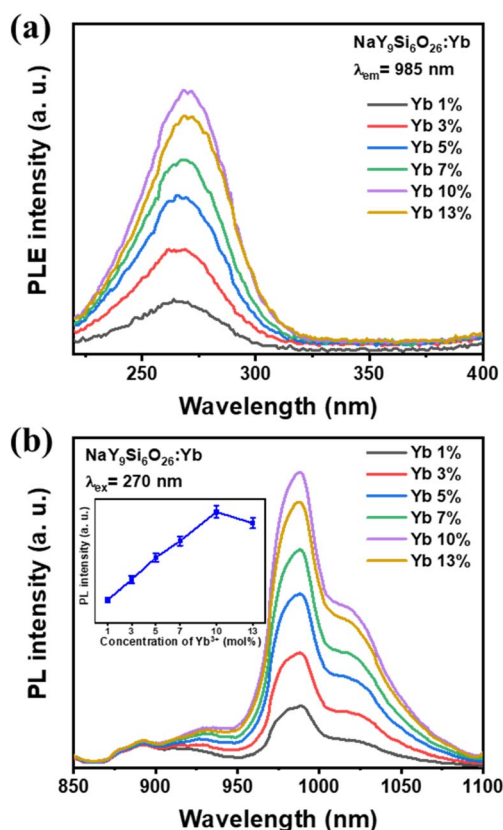 (a)
NaY₉Si₆O₂₆:Yb
λem= 985 nm
Yb 1%
Yb 3%
Yb 5%
Yb 7%
Yb 10%
Yb 13%
PLE intensity (a. u.)
250 300 350 400
Wavelength (nm)
(b)
NaY₉Si₆O₂₆:Yb
λex= 270 nm
PL intensity (a. u.)
1 3 5 7 10 13
Concentration of Yb³⁺ (mol%)
Yb 1%
Yb 3%
Yb 5%
Yb 7%
Yb 10%
Yb 13%
PL intensity (a. u.)
850 900 950 1000 1050 1100
Wavelength (nm)